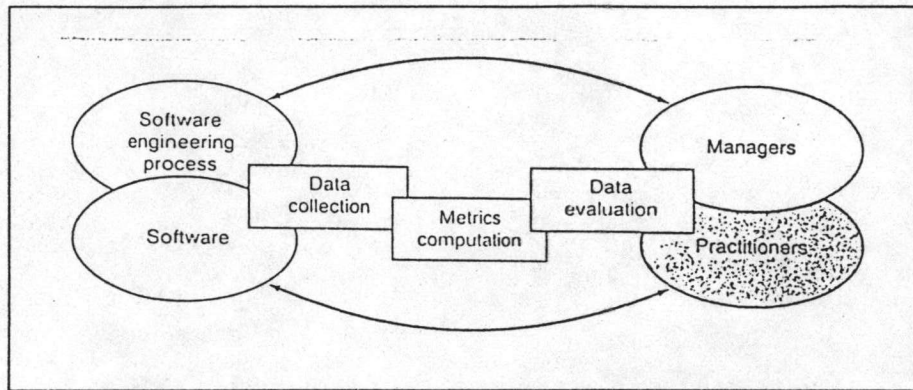 Software
engineering
process
Software
Data
collection
Metrics
computation
Data
evaluation
Managers
Practitioners